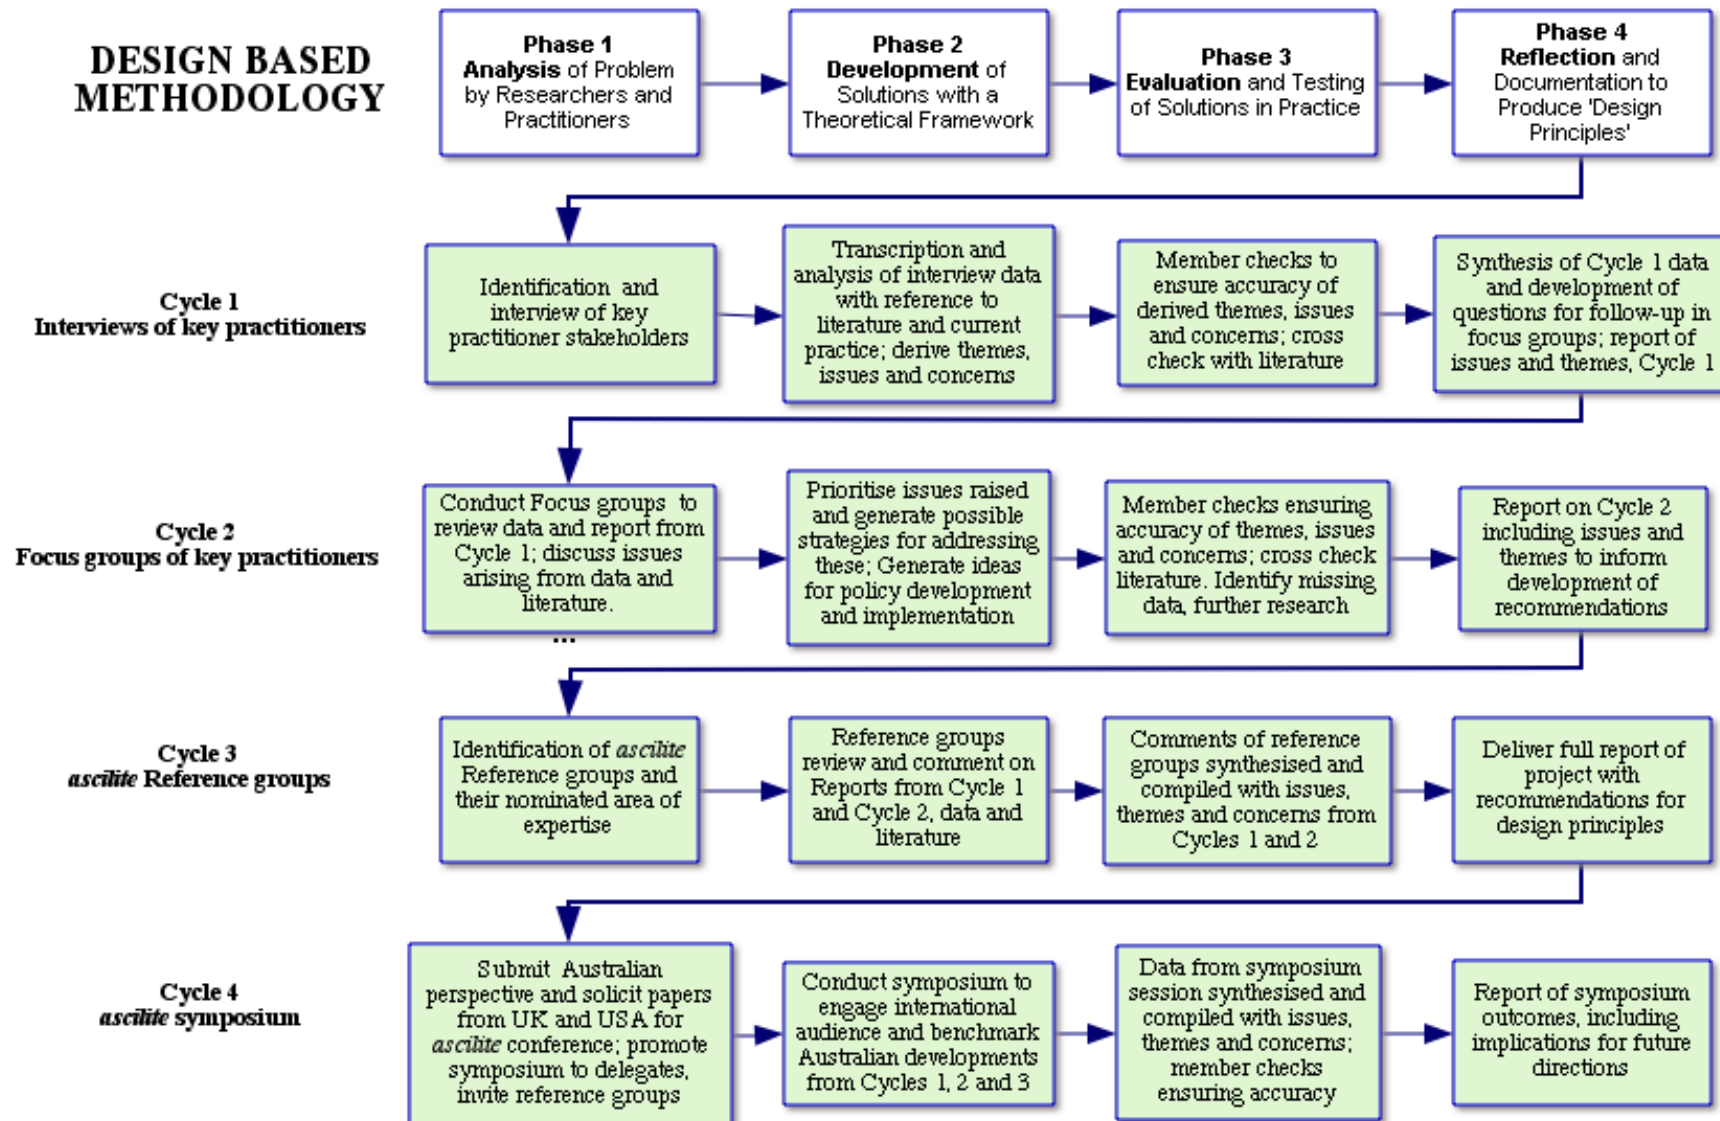 DESIGN BASED
METHODOLOGY
Phase 1
Analysis of Problem
by Researchers and
Practitioners
Phase 2
Development of
Solutions with a
Theoretical Framework
Phase 3
Evaluation and Testing
of Solutions in Practice
Phase 4
Reflection and
Documentation to
Produce 'Design
Principles'
Cycle 1
Interviews of key practitioners
Identification and
interview of key
practitioner stakeholders
Transcription and
analysis of interview data
with reference to
literature and current
practice; derive themes,
issues and concerns
Member checks to
ensure accuracy of
derived themes, issues
and concerns; cross
check with literature
Synthesis of Cycle 1 data
and development of
questions for follow-up in
focus groups; report of
issues and themes, Cycle 1
Cycle 2
Focus groups of key practitioners
Conduct Focus groups to
review data and report from
Cycle 1; discuss issues
arising from data and
literature.
...
Prioritise issues raised
and generate possible
strategies for addressing
these; Generate ideas
for policy development
and implementation
Member checks ensuring
accuracy of themes, issues
and concerns; cross check
literature. Identify missing
data, further research
Report on Cycle 2
including issues and
themes to inform
development of
recommendations
Cycle 3
ascilite Reference groups
Identification of ascilite
Reference groups and
their nominated area of
expertise
Reference groups
review and comment on
Reports from Cycle 1
and Cycle 2, data and
literature
Comments of reference
groups synthesised and
compiled with issues,
themes and concerns from
Cycles 1 and 2
Deliver full report of
project with
recommendations for
design principles
Cycle 4
ascilite symposium
Submit Australian
perspective and solicit papers
from UK and USA for
ascilite conference; promote
symposium to delegates,
invite reference groups
Conduct symposium to
engage international
audience and benchmark
Australian developments
from Cycles 1, 2 and 3
Data from symposium
session synthesised and
compiled with issues,
themes and concerns;
member checks
ensuring accuracy
Report of symposium
outcomes, including
implications for future
directions